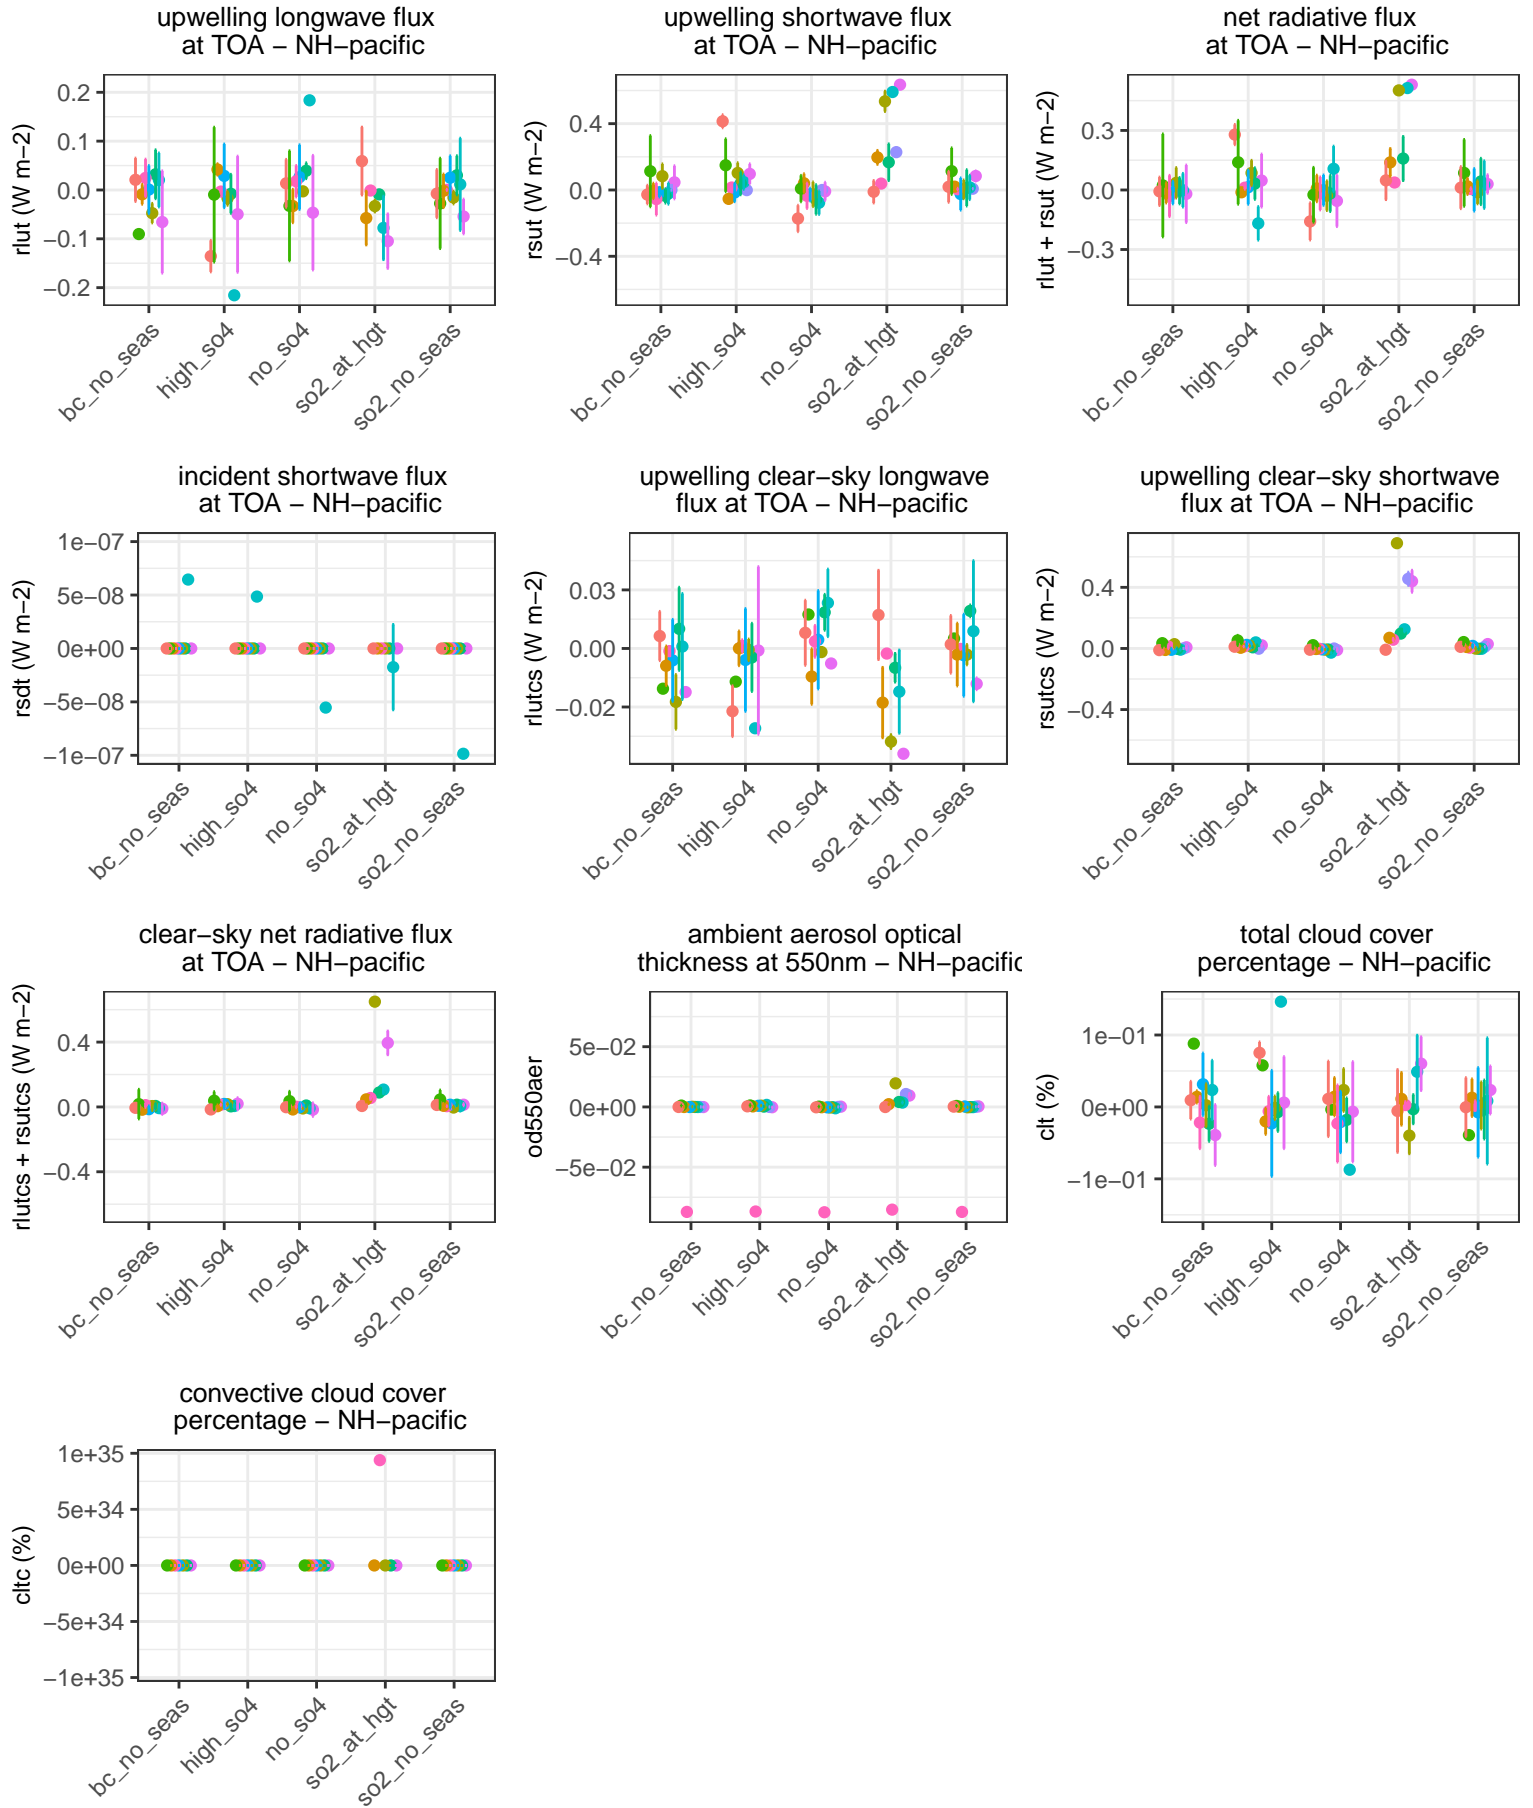 upwelling longwave flux
at TOA − NH−pacific
rlut (W m−2)
0.2
0.1
0.0
−0.1
−0.2
bc_no_seas
high_so4
no_so4
so2_at_hgt
so2_no_seas
upwelling shortwave flux
at TOA − NH−pacific
rsut (W m−2)
0.4
0.0
−0.4
bc_no_seas
high_so4
no_so4
so2_at_hgt
so2_no_seas
net radiative flux
at TOA − NH−pacific
rlut + rsut (W m−2)
0.3
0.0
−0.3
bc_no_seas
high_so4
no_so4
so2_at_hgt
so2_no_seas
incident shortwave flux
at TOA − NH−pacific
rsdt (W m−2)
1e−07
5e−08
0e+00
−5e−08
−1e−07
bc_no_seas
high_so4
no_so4
so2_at_hgt
so2_no_seas
upwelling clear−sky longwave
flux at TOA − NH−pacific
rlutcs (W m−2)
0.03
0.00
−0.02
bc_no_seas
high_so4
no_so4
so2_at_hgt
so2_no_seas
upwelling clear−sky shortwave
flux at TOA − NH−pacific
rsutcs (W m−2)
0.4
0.0
−0.4
bc_no_seas
high_so4
no_so4
so2_at_hgt
so2_no_seas
clear−sky net radiative flux
at TOA − NH−pacific
rlutcs + rsutcs (W m−2)
0.4
0.0
−0.4
bc_no_seas
high_so4
no_so4
so2_at_hgt
so2_no_seas
ambient aerosol optical
thickness at 550nm − NH−pacific
od550aer
5e−02
0e+00
−5e−02
bc_no_seas
high_so4
no_so4
so2_at_hgt
so2_no_seas
total cloud cover
percentage − NH−pacific
clt (%)
1e−01
0e+00
−1e−01
bc_no_seas
high_so4
no_so4
so2_at_hgt
so2_no_seas
convective cloud cover
percentage − NH−pacific
cltc (%)
1e+35
5e+34
0e+00
−5e+34
−1e+35
bc_no_seas
high_so4
no_so4
so2_at_hgt
so2_no_seas